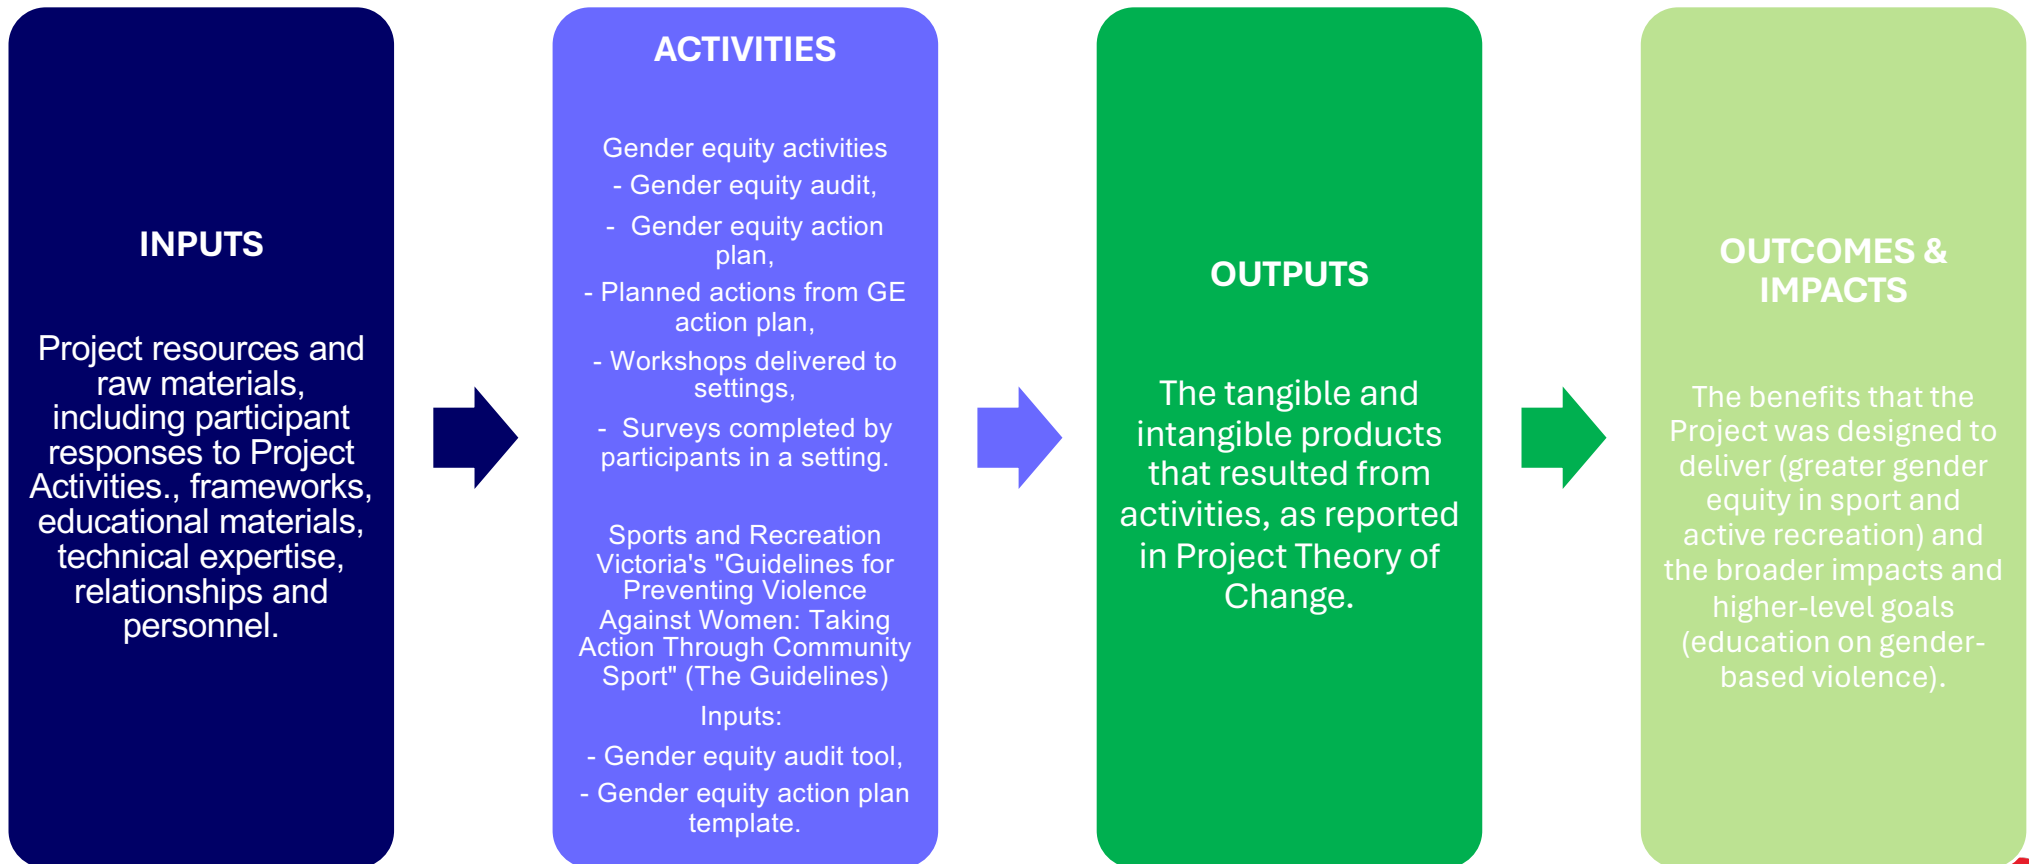 INPUTS
Project resources and
raw materials,
including participant
responses to Project
Activities., frameworks,
educational materials,
technical expertise,
relationships and
personnel.
ACTIVITIES
Gender equity activities
- Gender equity audit,
- Gender equity action
plan,
- Planned actions from GE
action plan,
- Workshops delivered to
settings,
- Surveys completed by
participants in a setting.
Sports and Recreation
Victoria's "Guidelines for
Preventing Violence
Against Women: Taking
Action Through Community
Sport" (The Guidelines)
Inputs:
- Gender equity audit tool,
- Gender equity action plan
template.
OUTPUTS
The tangible and
intangible products
that resulted from
activities, as reported
in Project Theory of
Change.
OUTCOMES &
IMPACTS
The benefits that the
Project was designed to
deliver (greater gender
equity in sport and
active recreation) and
the broader impacts and
higher-level goals
(education on gender-
based violence).